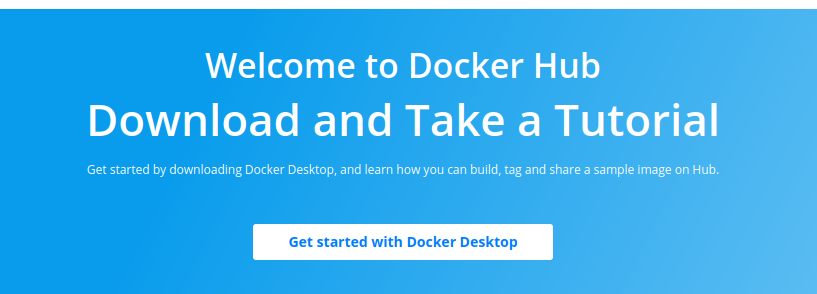 Welcome to Docker Hub
Download and Take a Tutorial
Get started by downloading Docker Desktop, and learn how you can build, tag and share a sample image on Hub.
Get started with Docker Desktop